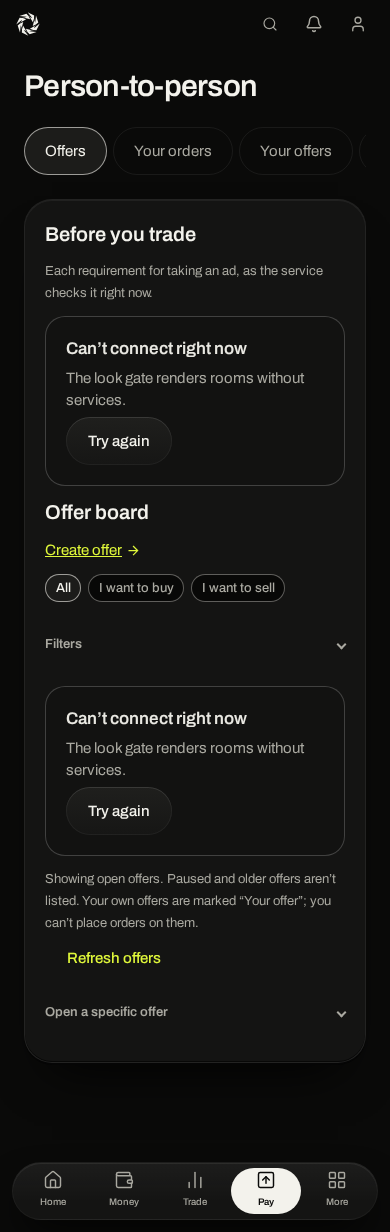 Person-to-person
Offers
Your orders
Your offers
Before you trade
Each requirement for taking an ad, as the service
checks it right now.
Can’t connect right now
The look gate renders rooms without
services.
Try again
Offer board
Create offer →
All
I want to buy
I want to sell
Filters
Can’t connect right now
The look gate renders rooms without
services.
Try again
Showing open offers. Paused and older offers aren’t
listed. Your own offers are marked “Your offer”; you
can’t place orders on them.
Refresh offers
Open a specific offer
Home
Money
Trade
Pay
More